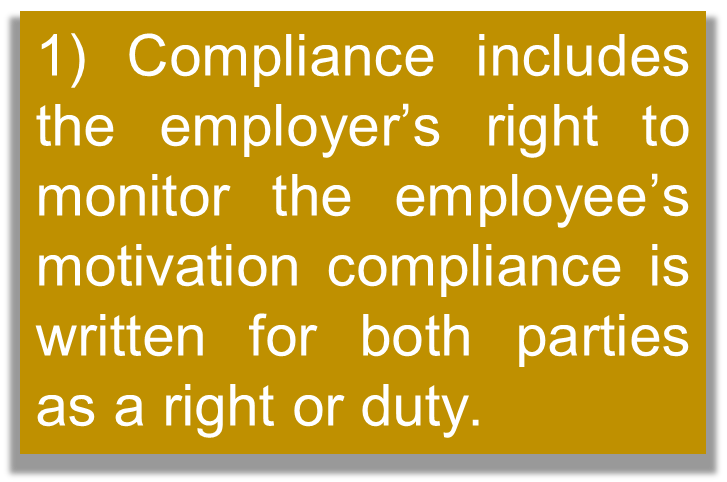 1) Compliance includes
the employer’s right to
monitor the employee’s
motivation compliance is
written for both parties
as a right or duty.